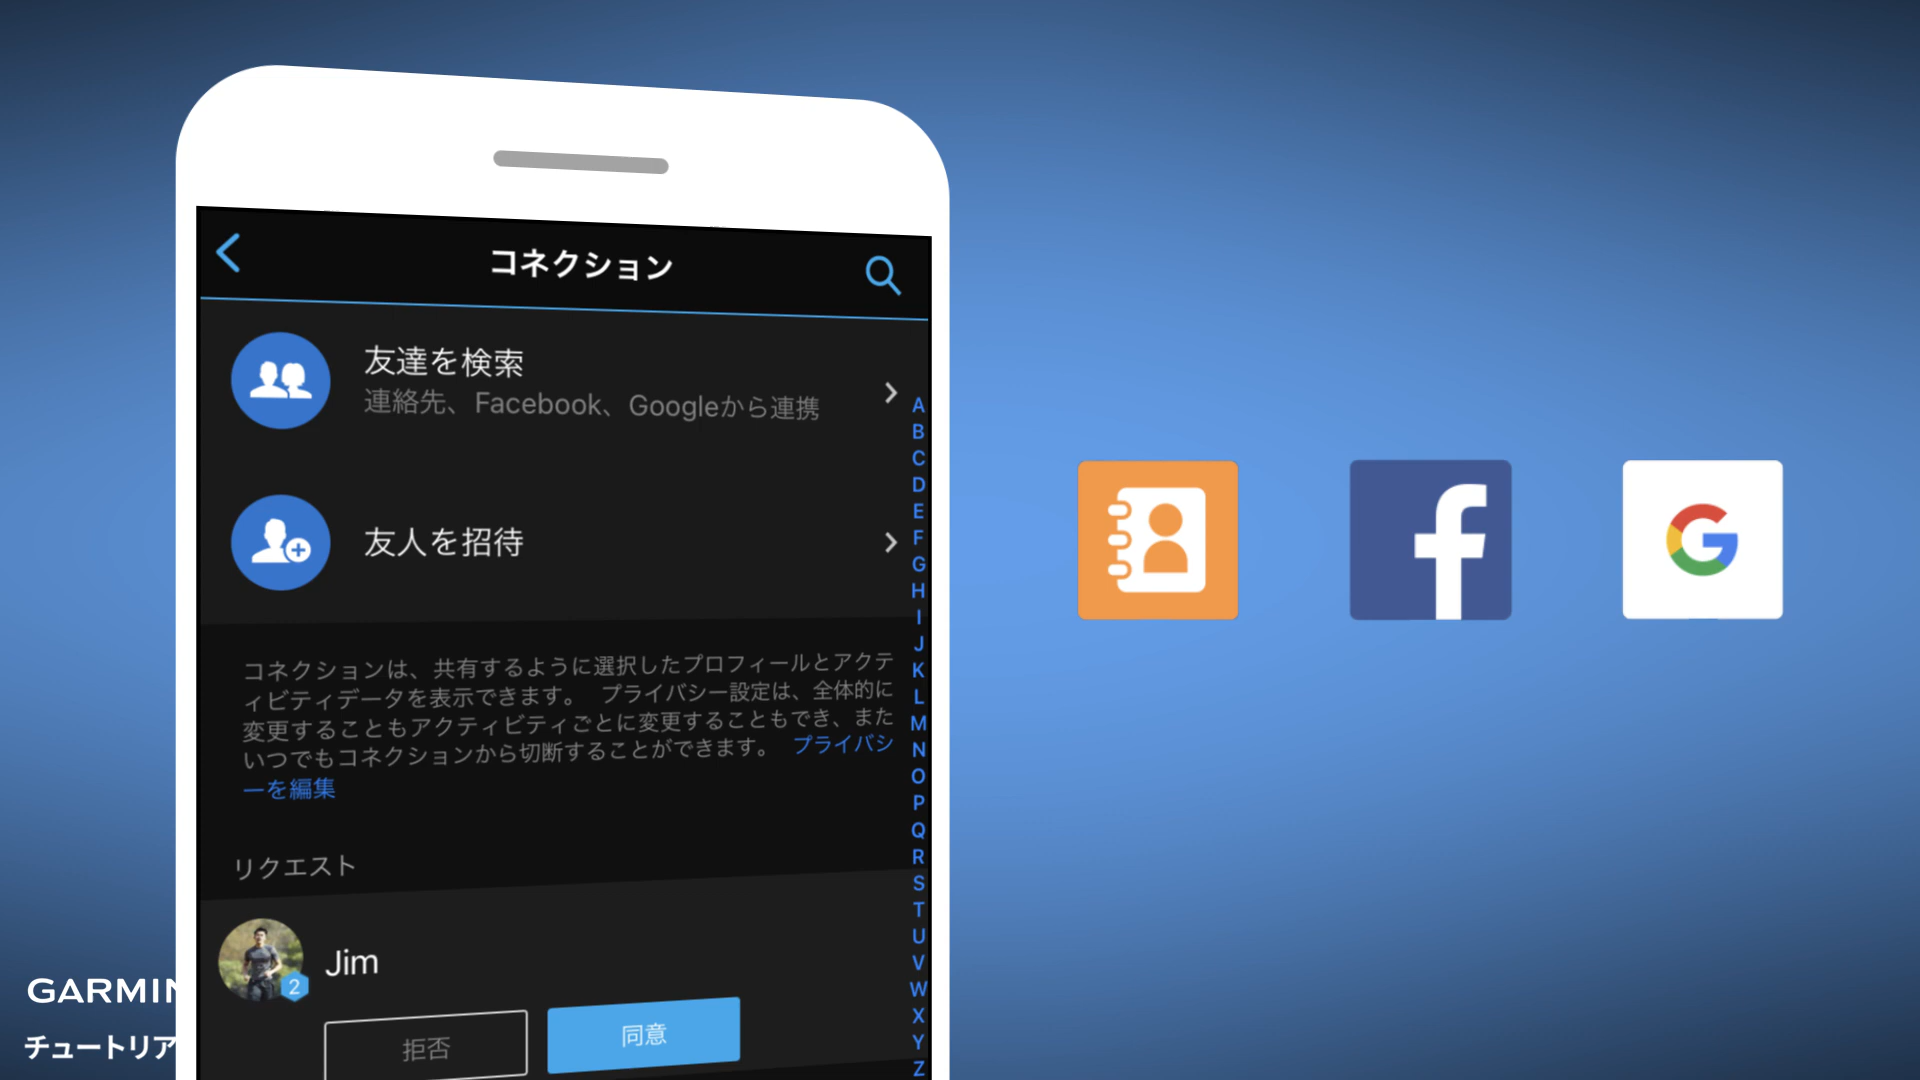 コネクション
友達を検索
連絡先、Facebook、Googleから連携
友人を招待
コネクションは、共有するように選択したプロフィールとアクテ
ィビティデータを表示できます。 プライバシー設定は、全体的に
変更することもアクティビティごとに変更することもでき、また
いつでもコネクションから切断することができます。 プライバシ
ーを編集
リクエスト
2
Jim
拒否
同意
A
B
C
D
E
F
G
H
I
J
K
L
M
N
O
P
Q
R
S
T
U
V
W
X
Y
Z
GARMIN
チュートリア